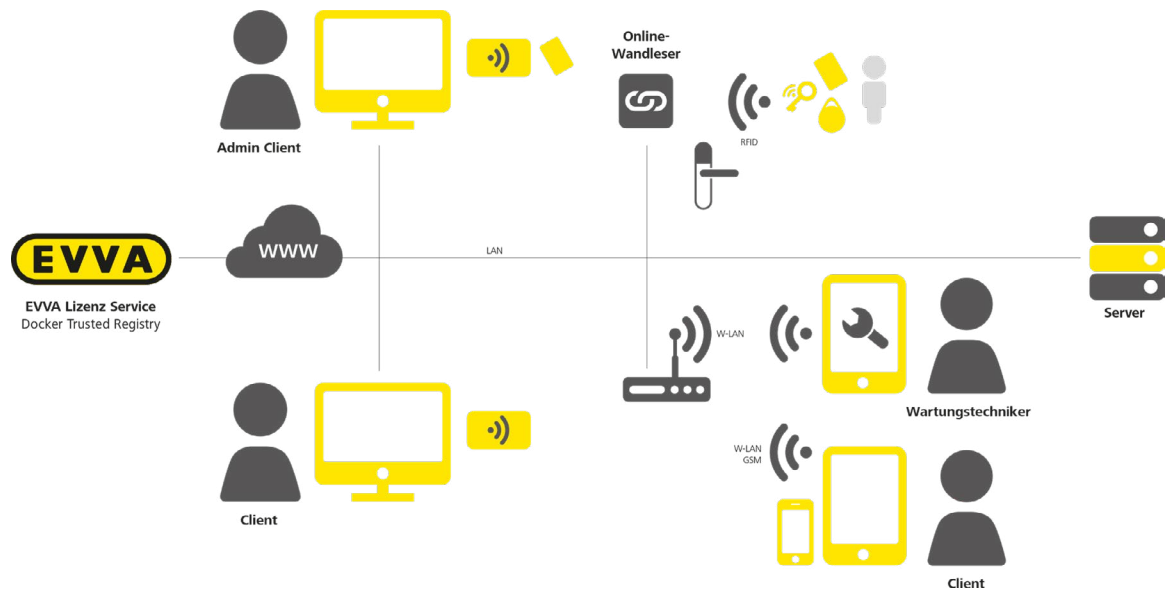 Admin Client
Online-
Wandleser
RFID
EVVA
EVVA Lizenz Service
Docker Trusted Registry
WWW
LAN
Server
W-LAN
Wartungstechniker
Client
W-LAN
GSM
Client